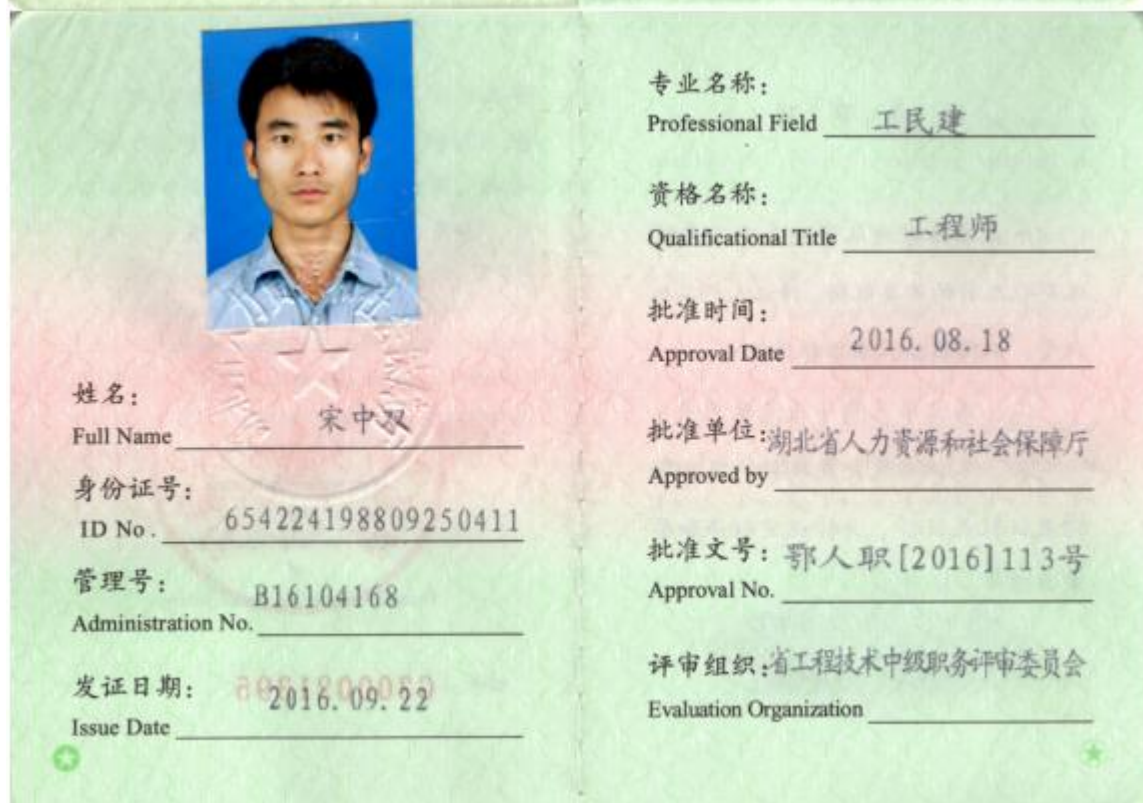 姓名：
Full Name 宋中双
身份证号：
ID No. 654224198809250411
管理号：
Administration No. B16104168
发证日期：
Issue Date 2016.09.22
专业名称：
Professional Field 工民建
资格名称：
Qualificational Title 工程师
批准时间：
Approval Date 2016.08.18
批准单位：湖北省人力资源和社会保障厅
Approved by
批准文号：鄂人职[2016]113号
Approval No.
评审组织：省工程技术中级职务评审委员会
Evaluation Organization